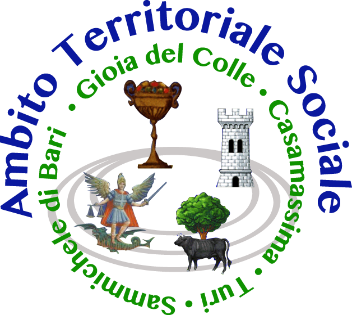 Ambito Territoriale Sociale
• Gioia del Colle • Casamassima • Turi • Sammichele di Bari